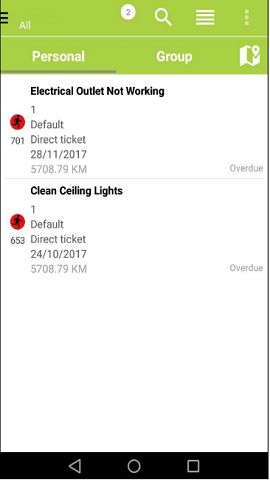 2
All
Personal
Group
Electrical Outlet Not Working
1
Default
701 Direct ticket
28/11/2017
5708.79 KM
Overdue
Clean Ceiling Lights
1
Default
653 Direct ticket
24/10/2017
5708.79 KM
Overdue